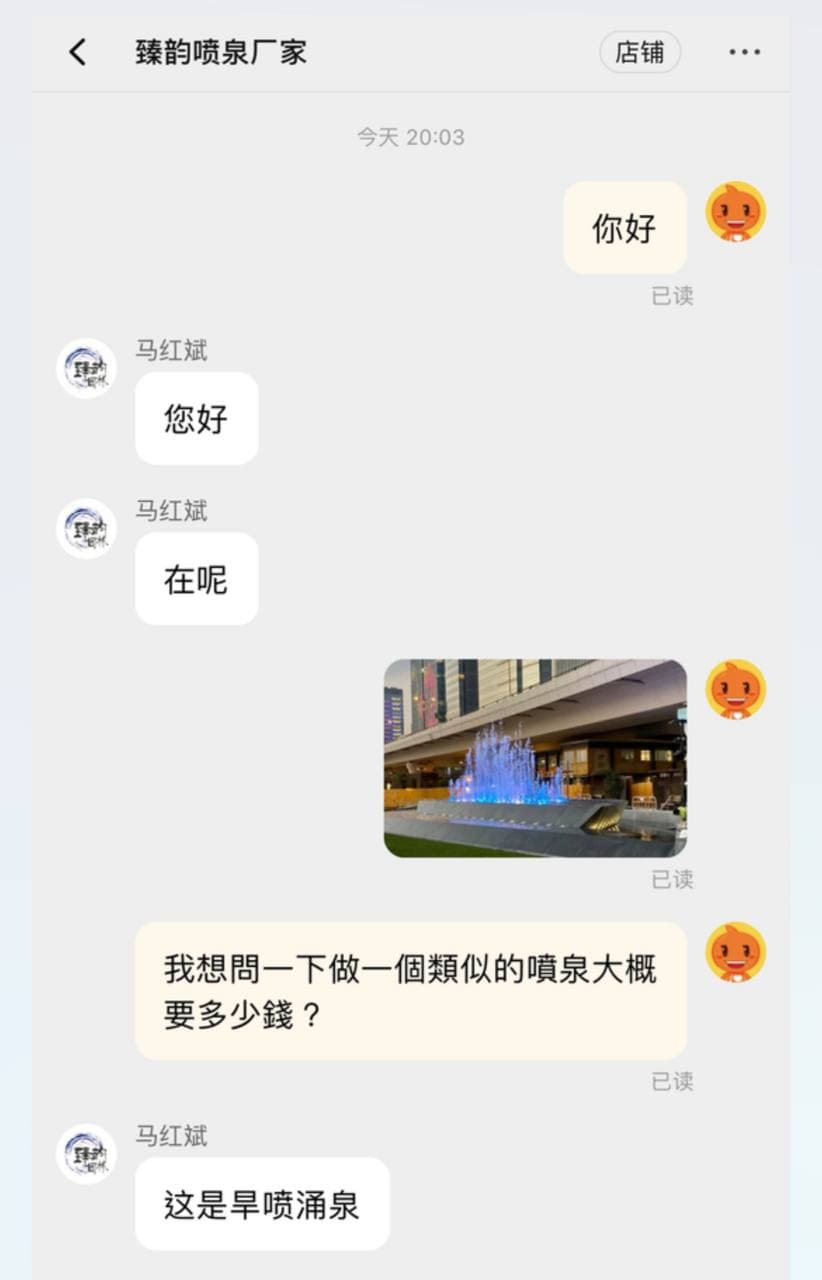 臻韵喷泉厂家
店铺
今天 20:03
你好
已读
马红斌
您好
马红斌
在呢
已读
我想問一下做一個類似的噴泉大概
要多少錢？
已读
马红斌
这是旱喷涌泉